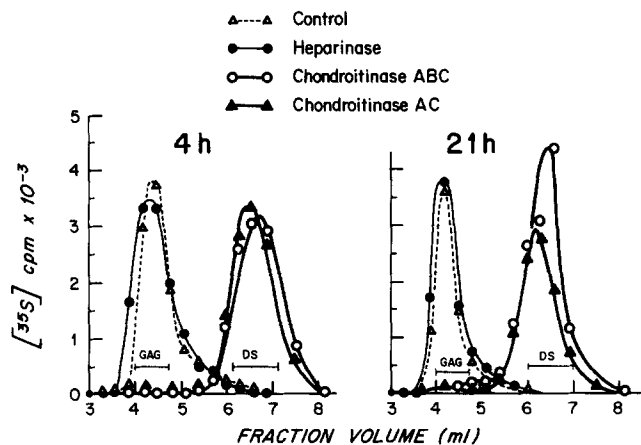 Control
Heparinase
Chondroitinase ABC
Chondroitinase AC
[35S] cpm x 10-3
5
4
3
2
1
0
4h
GAG
DS
3 4 5 6 7 8
21h
GAG
DS
3 4 5 6 7 8
FRACTION VOLUME (ml)